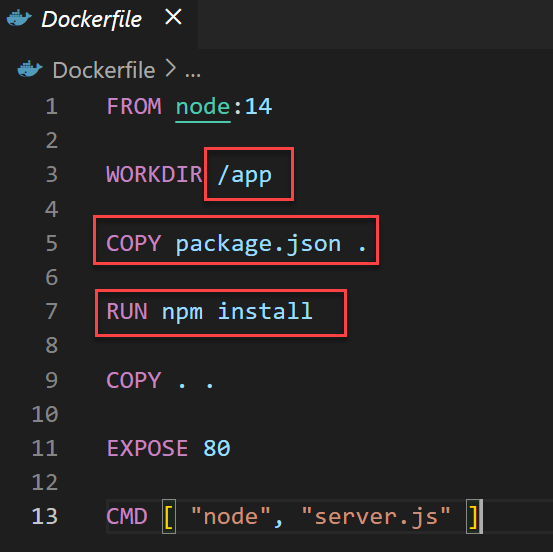 Dockerfile ×
Dockerfile > ...
1 FROM node:14
2
3 WORKDIR /app
4
5 COPY package.json .
6
7 RUN npm install
8
9 COPY . .
10
11 EXPOSE 80
12
13 CMD [ "node", "server.js" ]